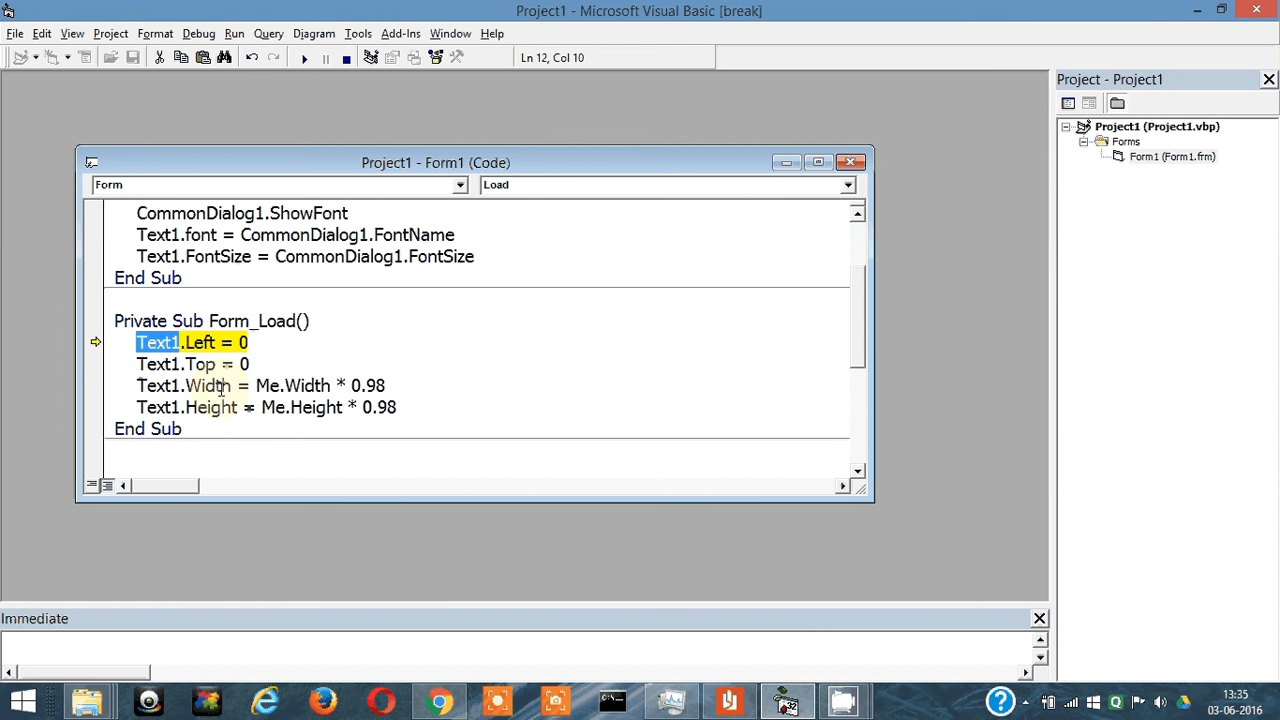 Project1 - Microsoft Visual Basic [break]
File Edit View Project Format Debug Run Query Diagram Tools Add-Ins Window Help
Ln 12, Col 10
Project - Project1
Project1 (Project1.vbp)
Forms
Form1 (Form1.frm)
Project1 - Form1 (Code)
Form Load
CommonDialog1.ShowFont
Text1.font = CommonDialog1.FontName
Text1.FontSize = CommonDialog1.FontSize
End Sub
Private Sub Form_Load()
Text1.Left = 0
Text1.Top = 0
Text1.Width = Me.Width * 0.98
Text1.Height = Me.Height * 0.98
End Sub
Immediate
C:\
32
13:35
03-06-2016